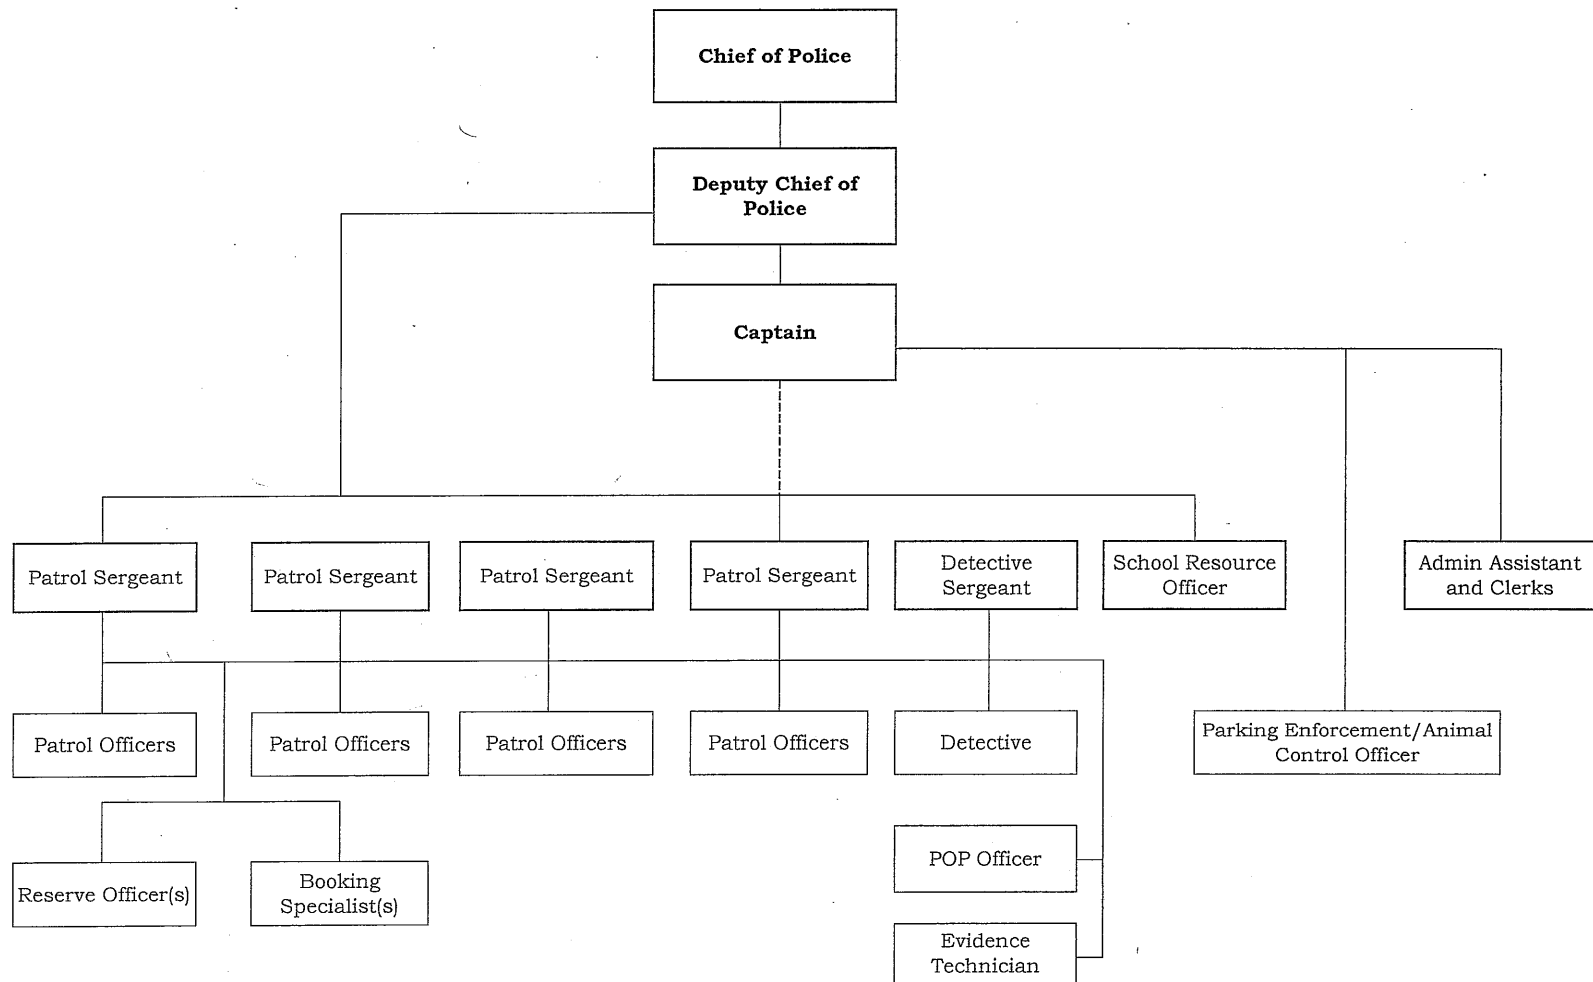 Chief of Police
Deputy Chief of
Police
Captain
Patrol Sergeant
Patrol Sergeant
Patrol Sergeant
Patrol Sergeant
Detective
Sergeant
School Resource
Officer
Admin Assistant
and Clerks
Patrol Officers
Patrol Officers
Patrol Officers
Patrol Officers
Detective
Parking Enforcement/Animal
Control Officer
POP Officer
Reserve Officer(s)
Booking
Specialist(s)
Evidence
Technician